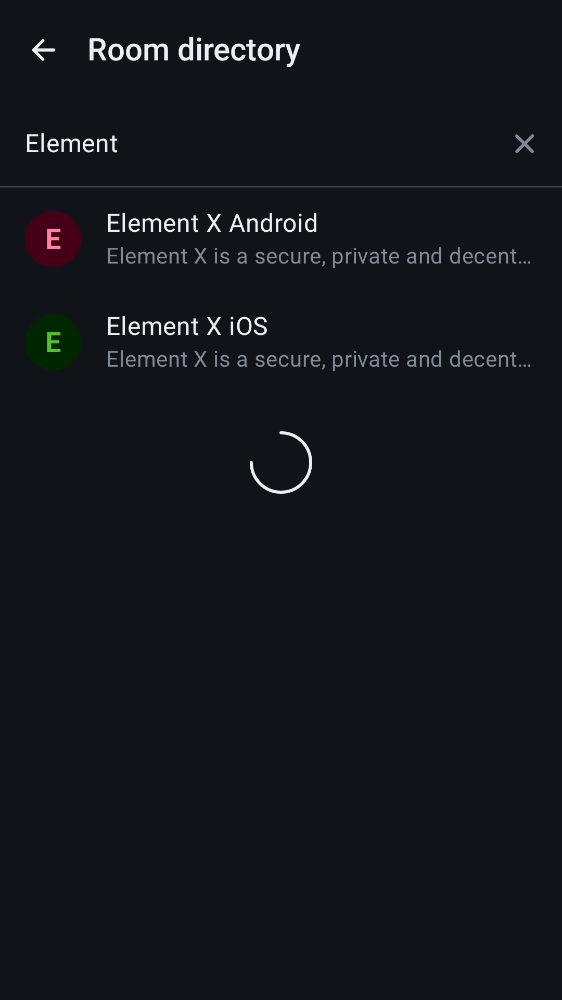 Room directory
Element
E
Element X Android
Element X is a secure, private and decent…
E
Element X iOS
Element X is a secure, private and decent…